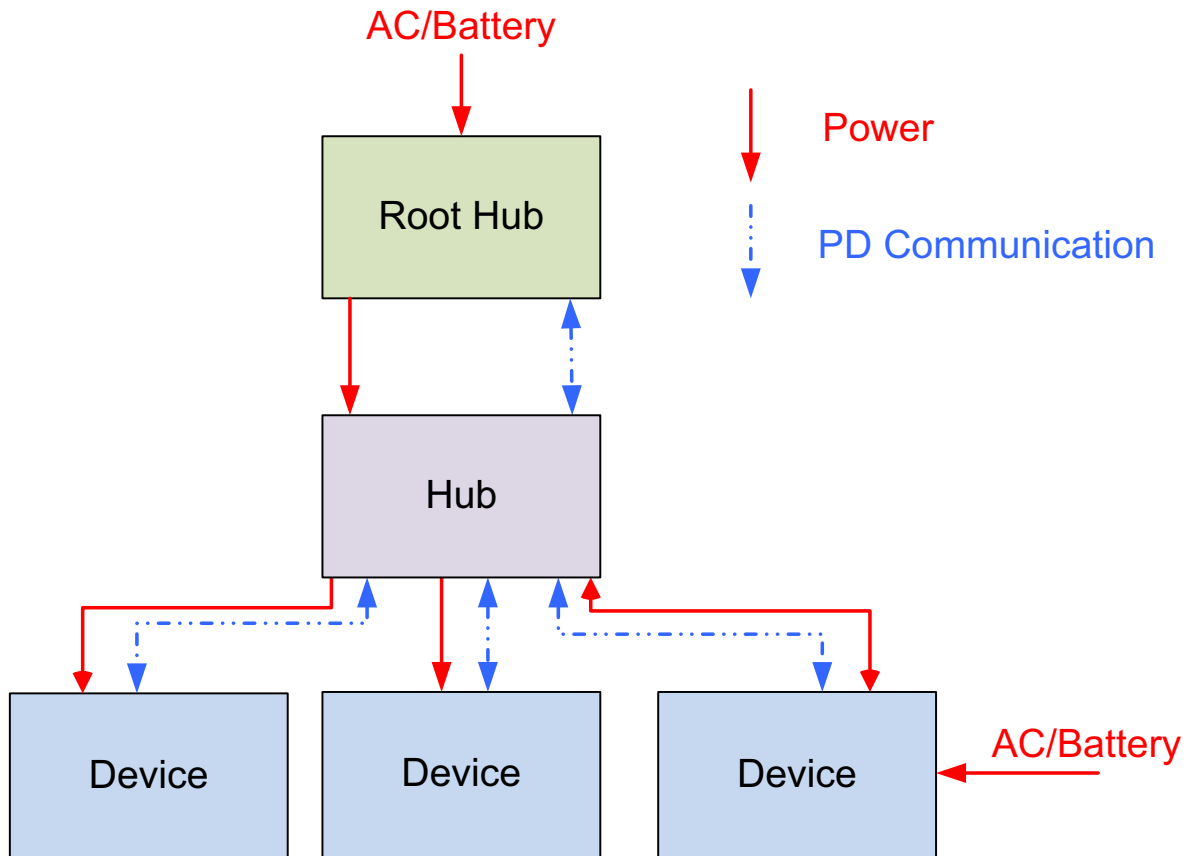 AC/Battery
Power
Root Hub
PD Communication
Hub
Device
Device
Device
AC/Battery